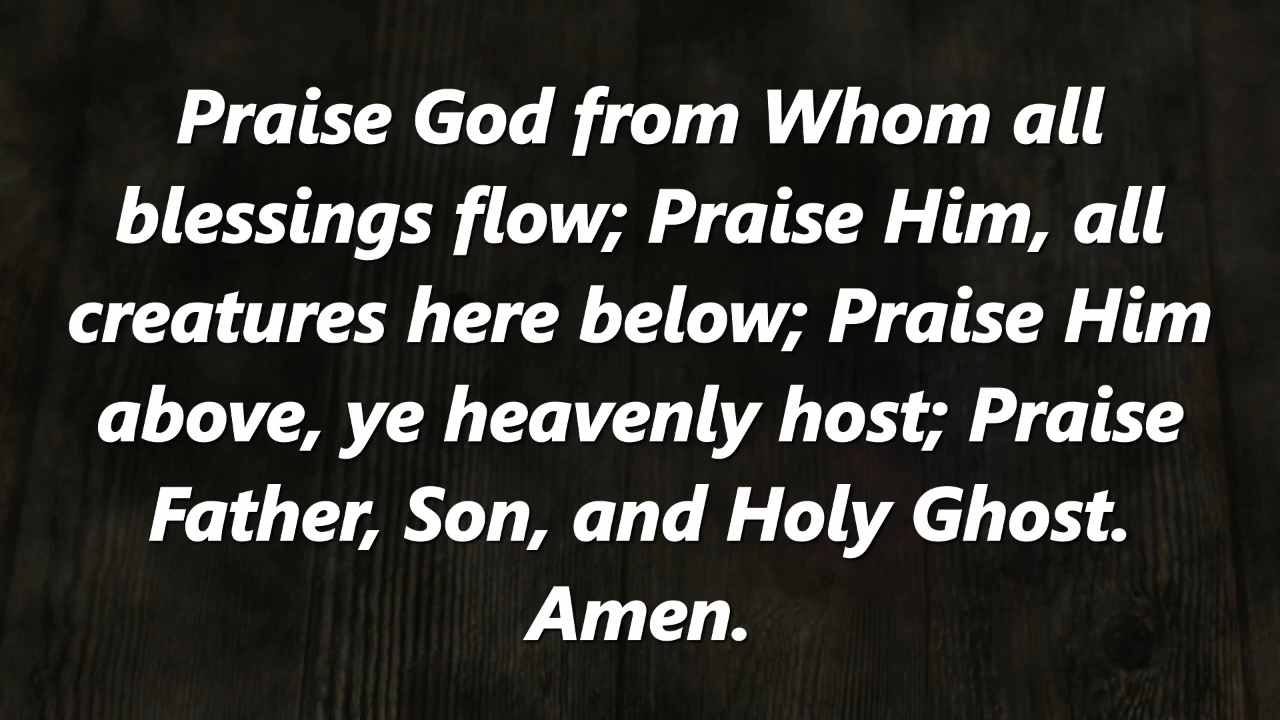 Praise God from Whom all
blessings flow; Praise Him, all
creatures here below; Praise Him
above, ye heavenly host; Praise
Father, Son, and Holy Ghost.
Amen.